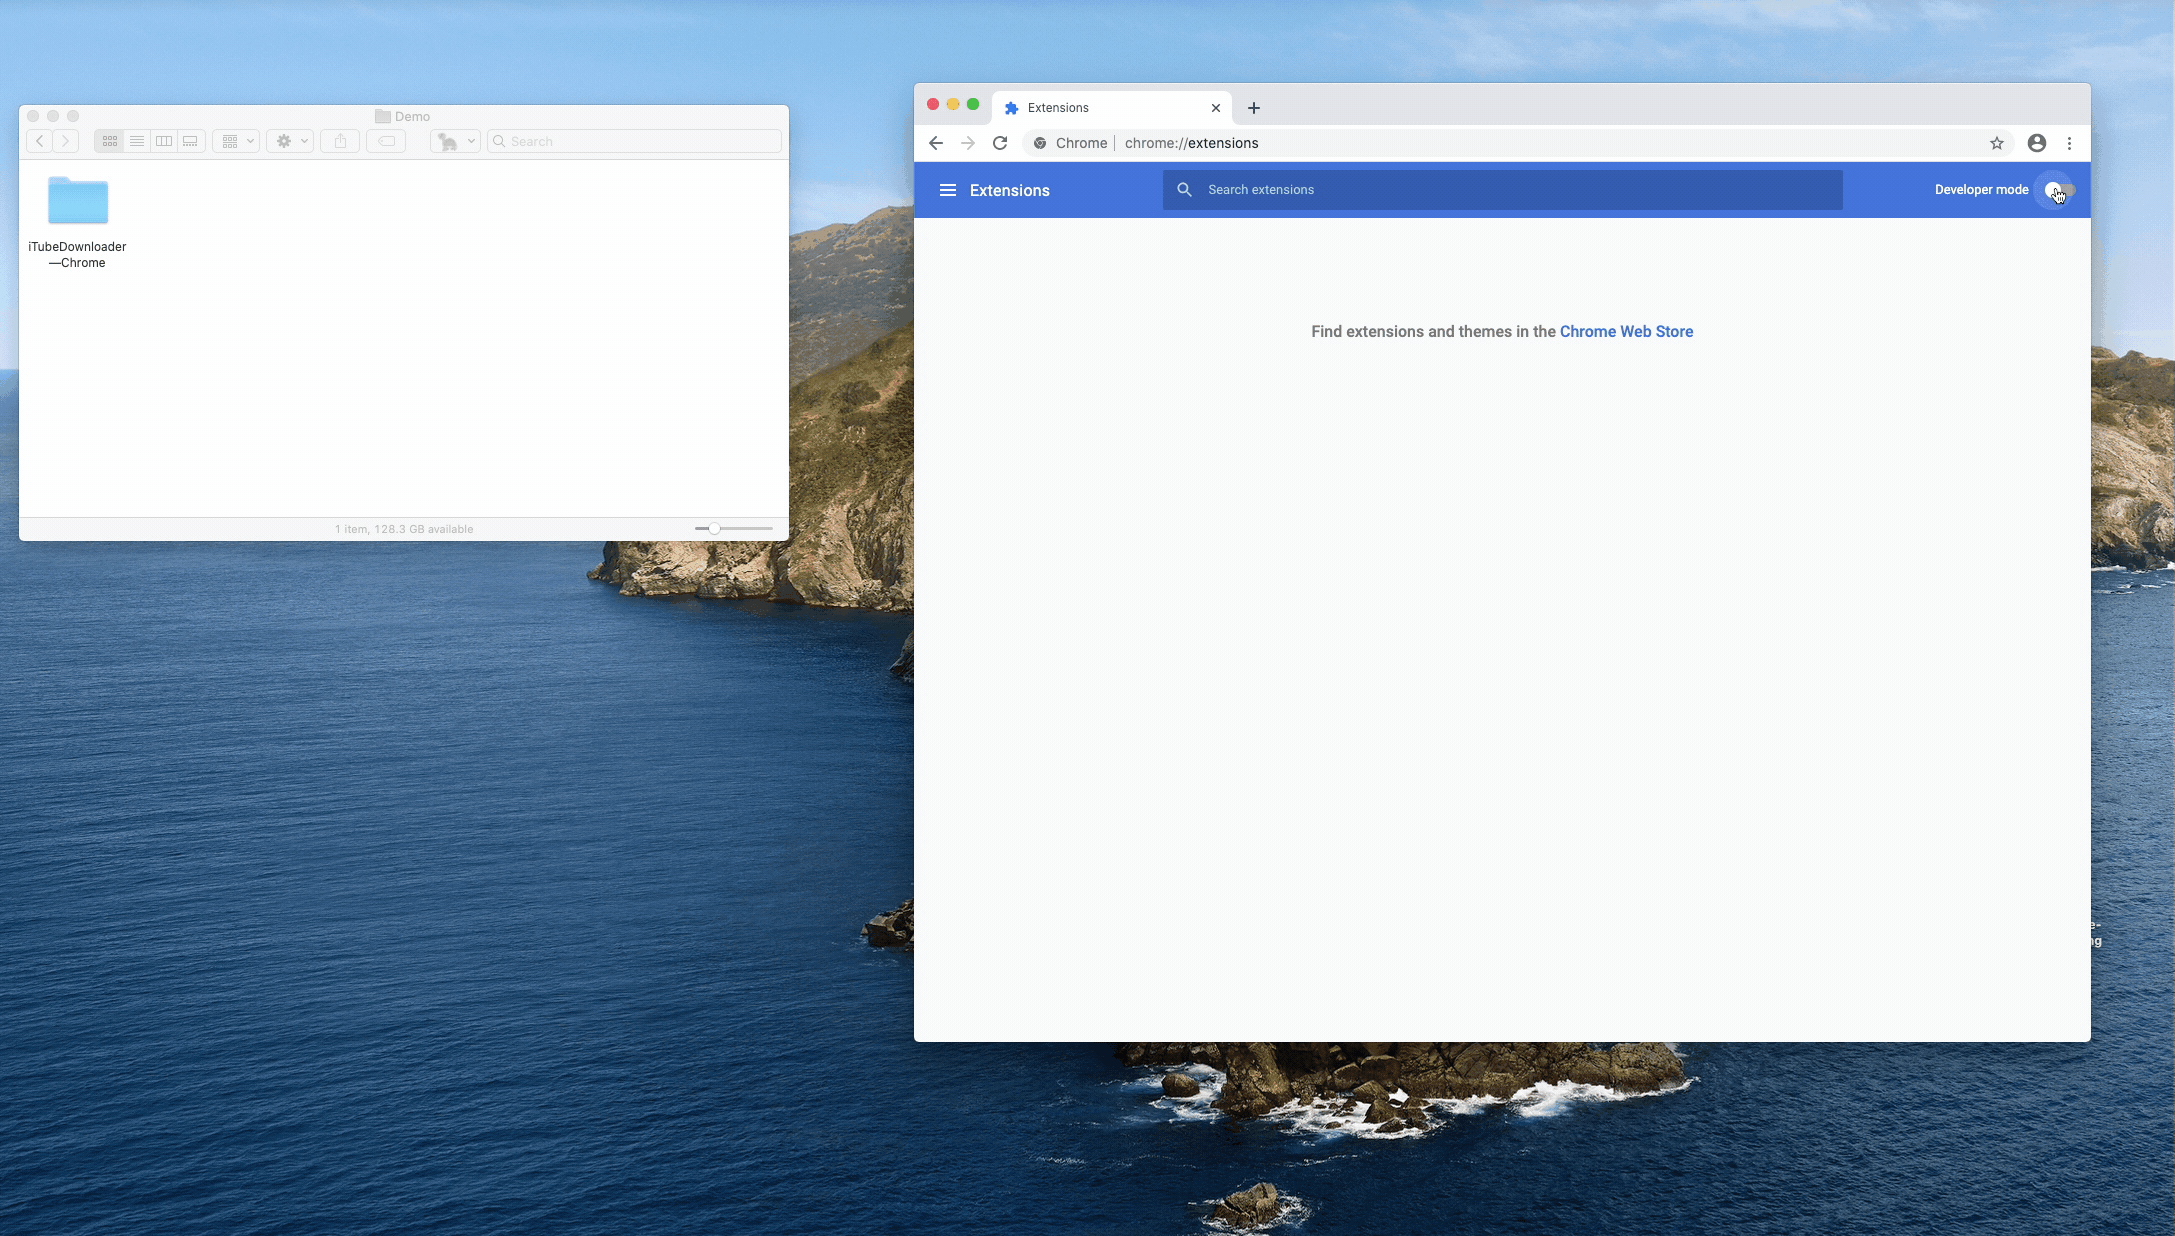 Demo
Search
iTubeDownloader
—Chrome
1 item, 128.3 GB available
Extensions
Chrome
chrome://extensions
Extensions
Search extensions
Developer mode
Find extensions and themes in the Chrome Web Store